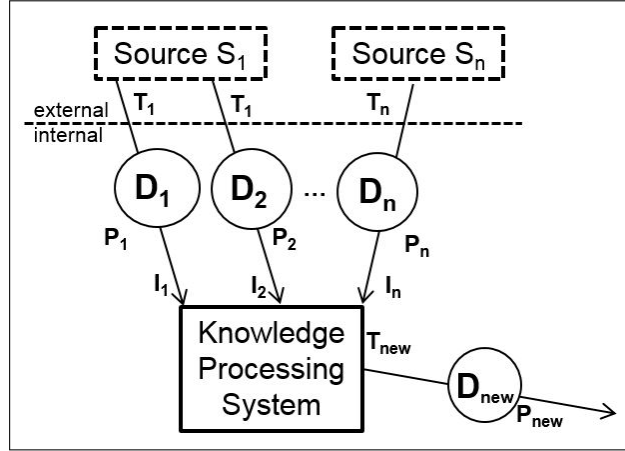 Source S₁
Source Sₙ
T₁
T₁
Tₙ
external
internal
D₁
D₂
...
Dₙ
P₁
P₂
Pₙ
I₁
I₂
Iₙ
Knowledge
Processing
System
Tnew
Dnew
Pnew